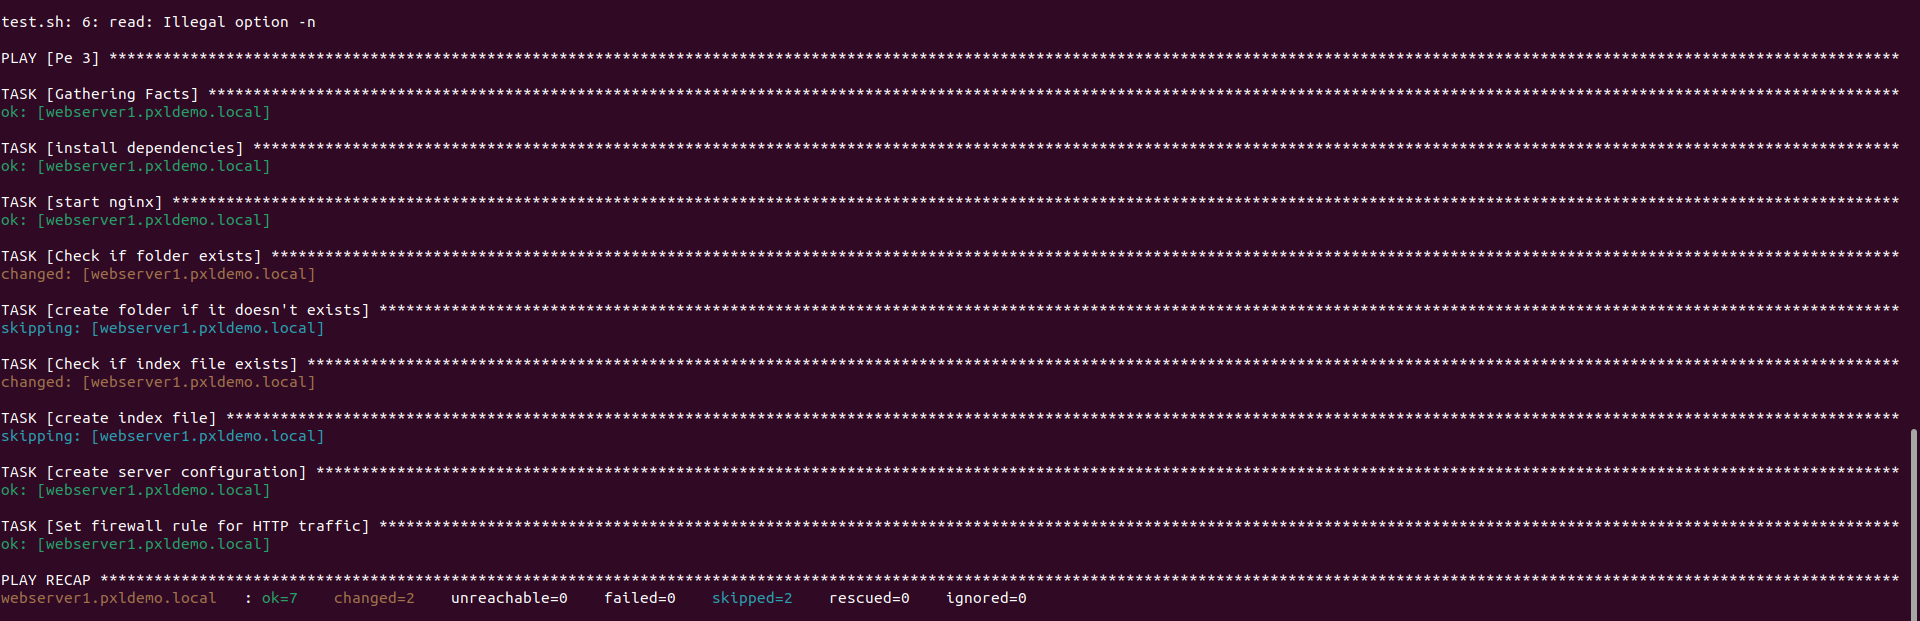 test.sh: 6: read: Illegal option -n
PLAY [Pe 3] ***************************************************************************************************************************************************************************************************
TASK [Gathering Facts] ****************************************************************************************************************************************************************************************
ok: [webserver1.pxldemo.local]
TASK [install dependencies] ***********************************************************************************************************************************************************************************
ok: [webserver1.pxldemo.local]
TASK [start nginx] ********************************************************************************************************************************************************************************************
ok: [webserver1.pxldemo.local]
TASK [Check if folder exists] *********************************************************************************************************************************************************************************
changed: [webserver1.pxldemo.local]
TASK [create folder if it doesn't exists] *********************************************************************************************************************************************************************
skipping: [webserver1.pxldemo.local]
TASK [Check if index file exists] *****************************************************************************************************************************************************************************
changed: [webserver1.pxldemo.local]
TASK [create index file] **************************************************************************************************************************************************************************************
skipping: [webserver1.pxldemo.local]
TASK [create server configuration] ****************************************************************************************************************************************************************************
ok: [webserver1.pxldemo.local]
TASK [Set firewall rule for HTTP traffic] *********************************************************************************************************************************************************************
ok: [webserver1.pxldemo.local]
PLAY RECAP ****************************************************************************************************************************************************************************************************
webserver1.pxldemo.local : ok=7 changed=2 unreachable=0 failed=0 skipped=2 rescued=0 ignored=0